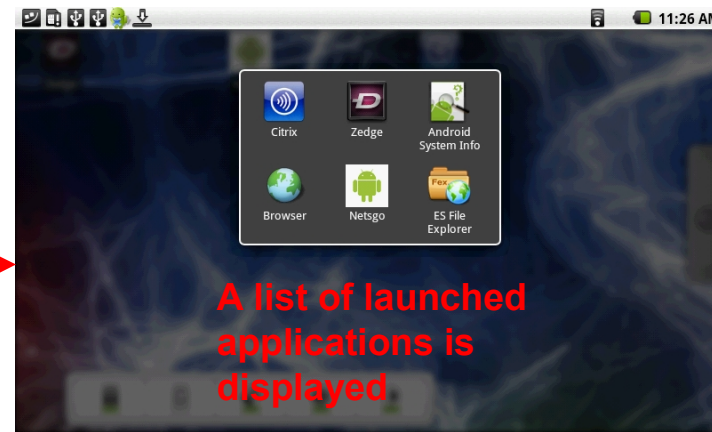 11:26 AM
Citrix
Zedge
Android
System Info
Browser
Netsgo
Fex
ES File
Explorer
A list of launched
applications is
displayed